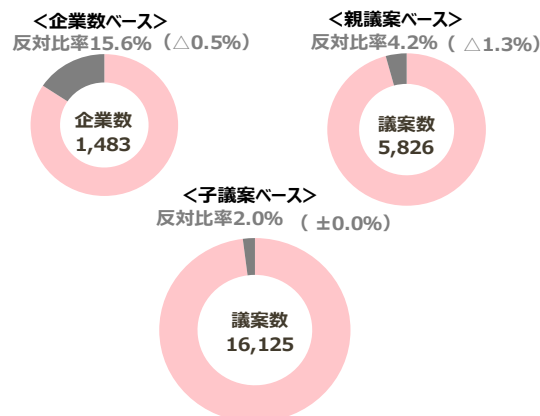 <企業数ベース>
反対比率15.6%（△0.5%）
企業数
1,483
<親議案ベース>
反対比率4.2%（ △1.3%）
議案数
5,826
<子議案ベース>
反対比率2.0% （ ±0.0%）
議案数
16,125